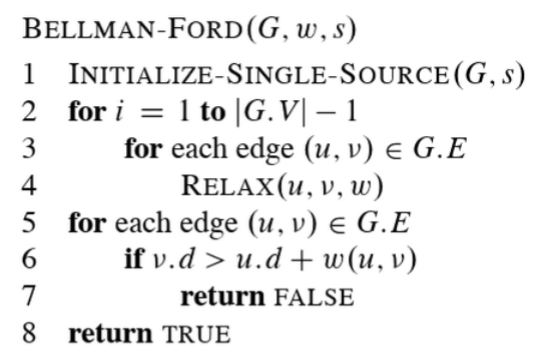 BELLMAN-FORD(G, w, s)
1 INITIALIZE-SINGLE-SOURCE(G, s)
2 for i = 1 to |G.V| − 1
3 for each edge (u, v) ∈ G.E
4 RELAX(u, v, w)
5 for each edge (u, v) ∈ G.E
6 if v.d > u.d + w(u, v)
7 return FALSE
8 return TRUE